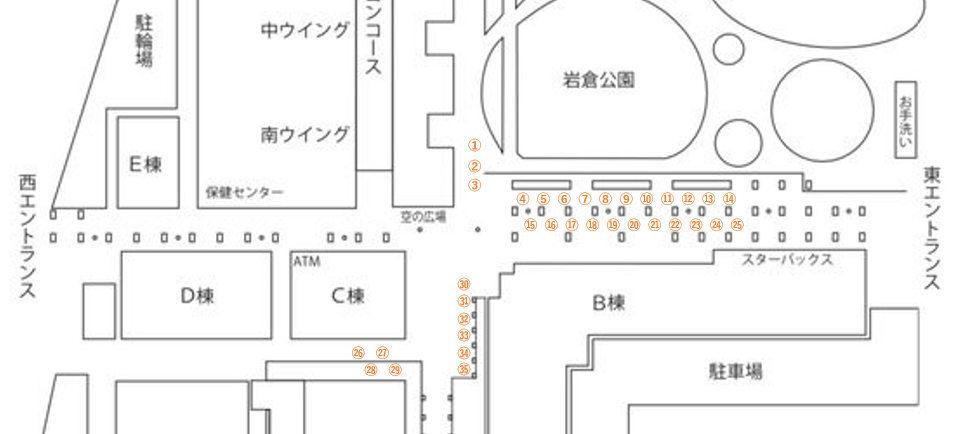 駐輪場
中ウイング
ンコース
岩倉公園
お手洗い
南ウイング
E棟
保健センター
①
②
③
西エントランス
東エントランス
空の広場
④ ⑤ ⑥ ⑦ ⑧ ⑨ ⑩ ⑪ ⑫ ⑬ ⑭
⑮ ⑯ ⑰ ⑱ ⑲ ⑳ ㉑ ㉒ ㉓ ㉔ ㉕
ATM
スターバックス
D棟
C棟
B棟
㉚
㉛
㉜
㉝
㉞
㉟
㉖ ㉗
㉘ ㉙
駐車場